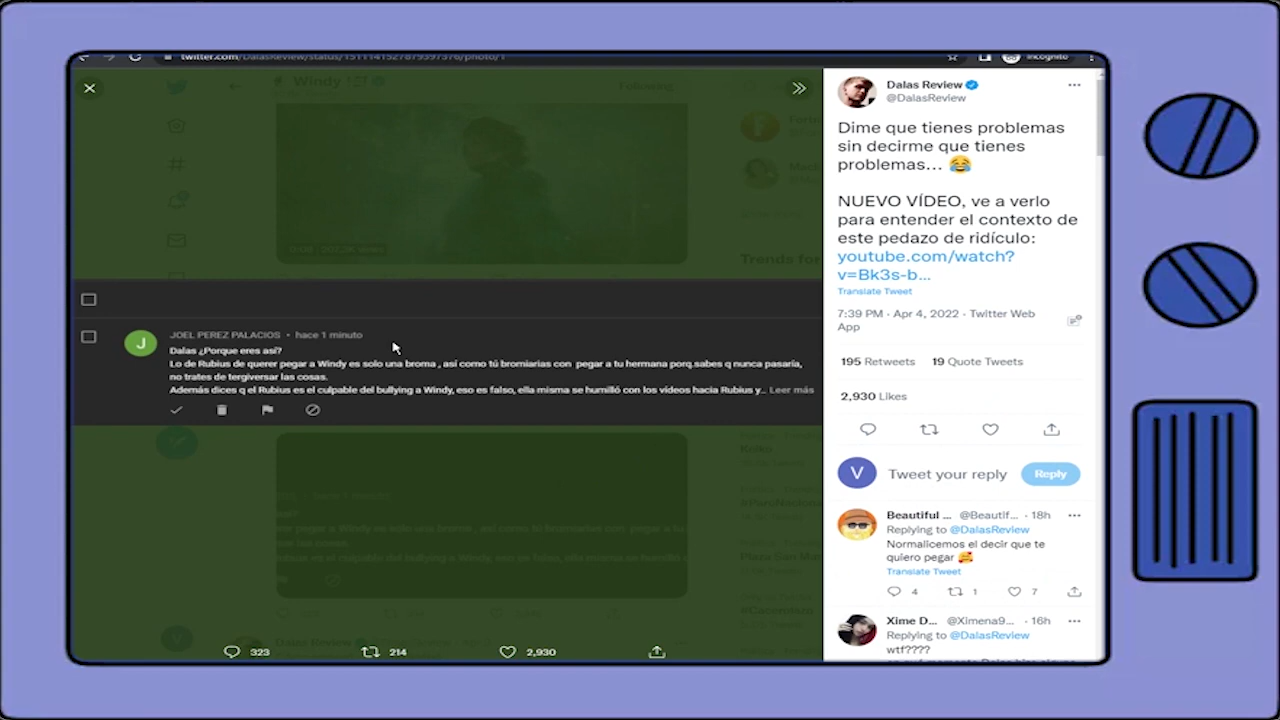 twitter.com/DalasReview/status/1511141527879397376/photo/1
Incognito
Windy
Following
Trends for
JOEL PEREZ PALACIOS • hace 1 minuto
Dalas ¿Porque eres así?
Lo de Rubius de querer pegar a Windy es solo una broma , así como tú bromiarias con pegar a tu hermana porq.sabes q nunca pasaría,
no trates de tergiversar las cosas.
Además dices q el Rubius es el culpable del bullying a Windy, eso es falso, ella misma se humilló con los vídeos hacia Rubius y... Leer más
323
214
2,930
Dalas Review
@DalasReview
Dime que tienes problemas
sin decirme que tienes
problemas... 😂
NUEVO VÍDEO, ve a verlo
para entender el contexto de
este pedazo de ridículo:
youtube.com/watch?
v=Bk3s-b...
Translate Tweet
7:39 PM · Apr 4, 2022 · Twitter Web
App
195 Retweets 19 Quote Tweets
2,930 Likes
V
Tweet your reply
Reply
Beautiful ... @Beautif... · 18h
Replying to @DalasReview
Normalicemos el decir que te
quiero pegar 🥰
Translate Tweet
4 1 7
Xime D... @Ximena9... · 16h
Replying to @DalasReview
wtf????